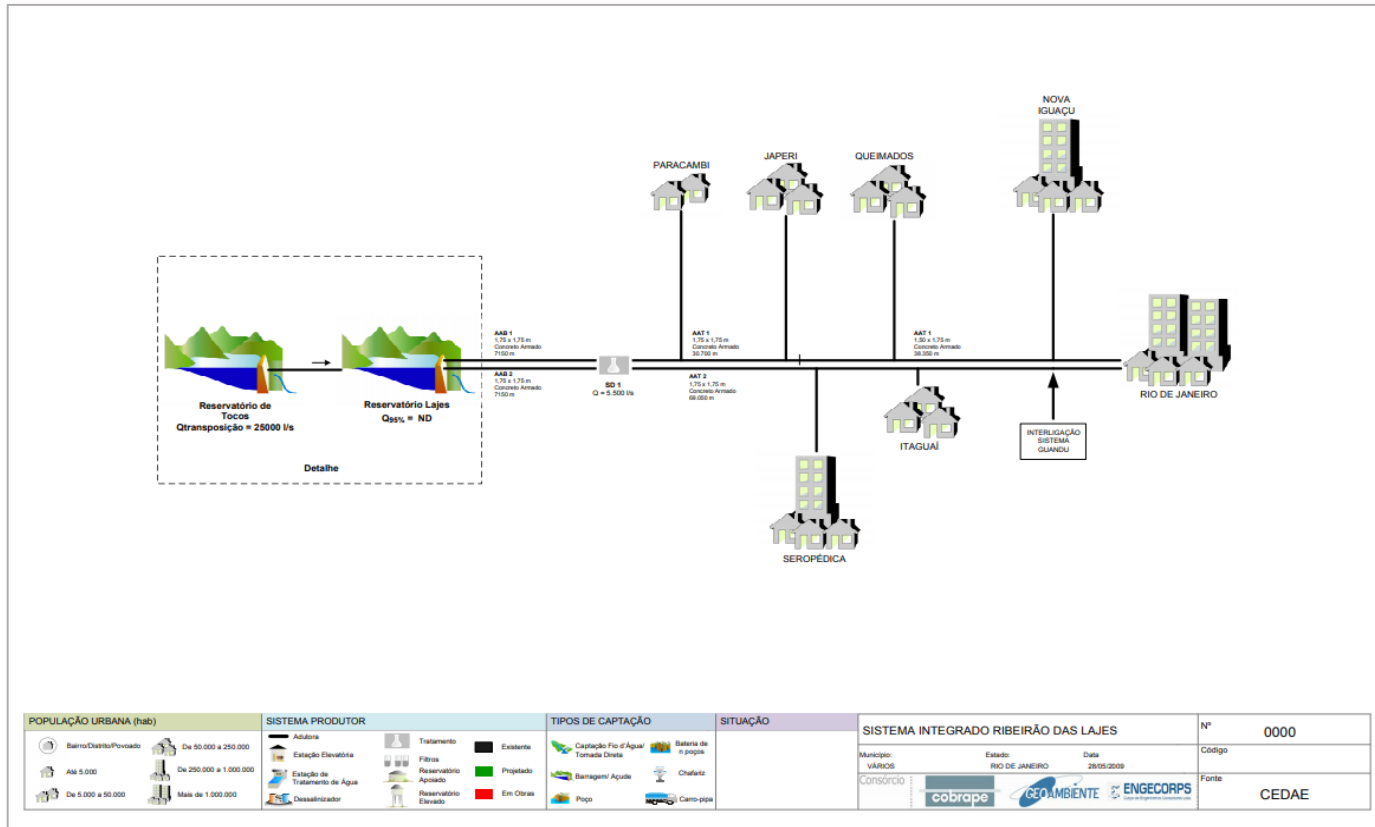 NOVA
IGUAÇU
PARACAMBI
JAPERI
QUEIMADOS
AAB 1
1,75 x 1,75 m
Concreto Armado
7150 m
AAB 2
1,75 x 1,75 m
Concreto Armado
7150 m
SD 1
Q = 5.500 l/s
AAT 1
1,75 x 1,75 m
Concreto Armado
30.700 m
AAT 2
1,75 x 1,75 m
Concreto Armado
69.050 m
AAT 1
1,50 x 1,75 m
Concreto Armado
38.350 m
RIO DE JANEIRO
Reservatório de
Tocos
Qtransposição = 25000 l/s
Reservatório Lajes
Q95% = ND
Detalhe
ITAGUAÍ
INTERLIGAÇÃO
SISTEMA
GUANDU
SEROPÉDICA
POPULAÇÃO URBANA (hab)
Bairro/Distrito/Povoado
De 50.000 a 250.000
Até 5.000
De 250.000 a 1.000.000
De 5.000 a 50.000
Mais de 1.000.000
SISTEMA PRODUTOR
Adutora
Estação Elevatória
Estação de
Tratamento de Água
Dessalinizador
Tratamento
Filtros
Reservatório
Apoiado
Reservatório
Elevado
Existente
Projetado
Em Obras
TIPOS DE CAPTAÇÃO
Captação Fio d'Água/
Tomada Direta
Barragem/ Açude
Poço
Bateria de
n poços
Chafariz
Carro-pipa
SITUAÇÃO
SISTEMA INTEGRADO RIBEIRÃO DAS LAJES
Município:
VÁRIOS
Estado:
RIO DE JANEIRO
Data
28/05/2009
Consórcio
cobrape
GEOAMBIENTE
ENGECORPS
Nº
0000
Código
Fonte
CEDAE